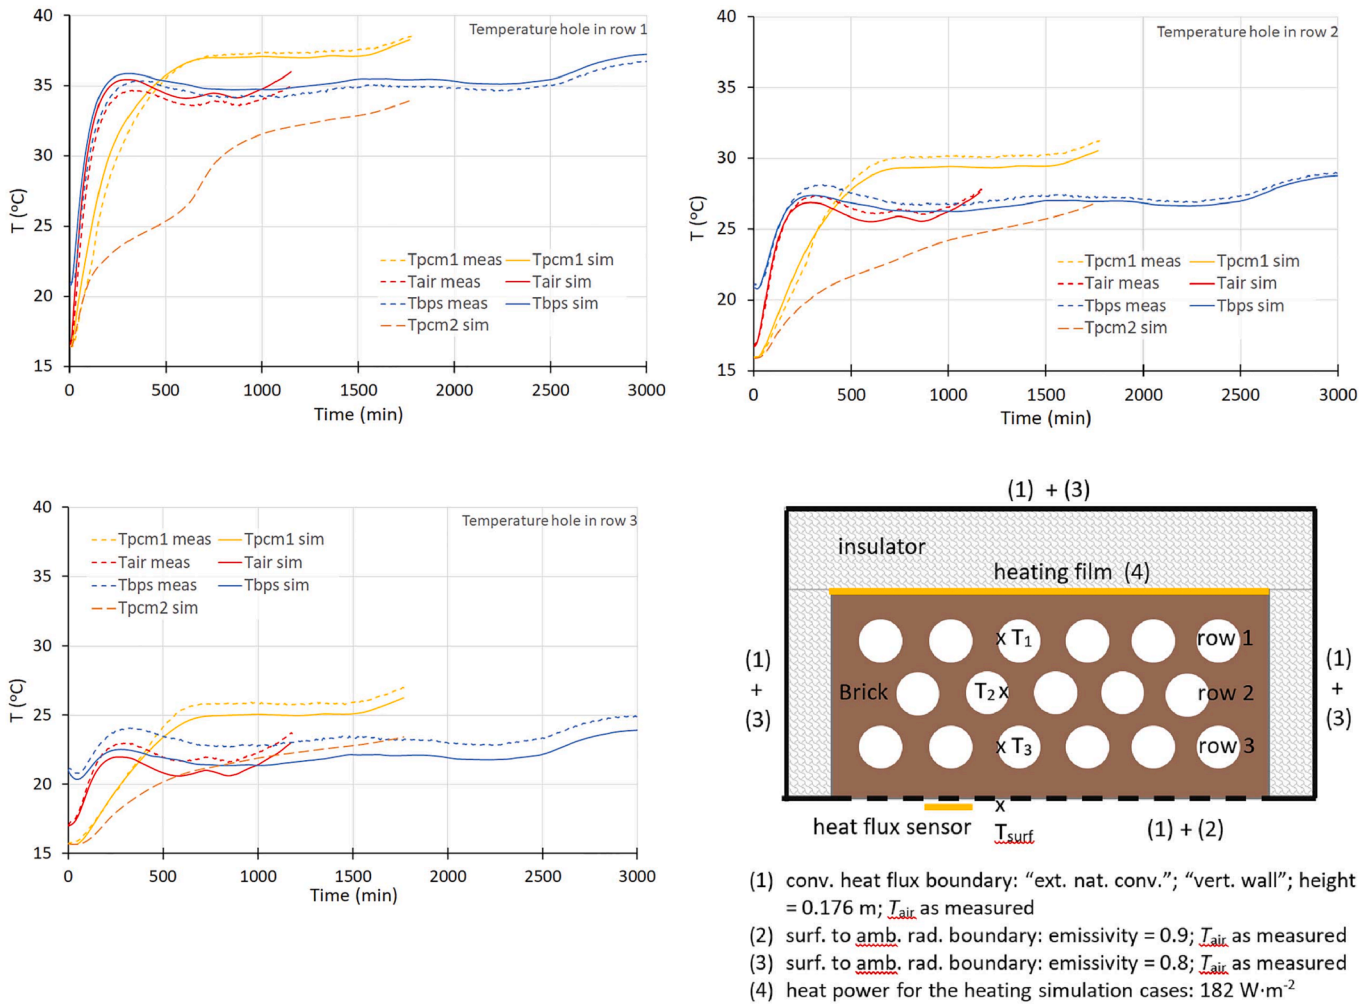 40
35
30
25
20
15
T (°C)
Temperature hole in row 1
Tpcm1 meas
Tpcm1 sim
Tair meas
Tair sim
Tbps meas
Tbps sim
Tpcm2 sim
0 500 1000 1500 2000 2500 3000
Time (min)
40
35
30
25
20
15
T (°C)
Temperature hole in row 2
Tpcm1 meas
Tpcm1 sim
Tair meas
Tair sim
Tbps meas
Tbps sim
Tpcm2 sim
0 500 1000 1500 2000 2500 3000
Time (min)
40
35
30
25
20
15
T (°C)
Temperature hole in row 3
Tpcm1 meas
Tpcm1 sim
Tair meas
Tair sim
Tbps meas
Tbps sim
Tpcm2 sim
0 500 1000 1500 2000 2500 3000
Time (min)
(1) + (3)
insulator
heating film (4)
x T1
row 1
(1)
+
(3)
Brick
T2 x
row 2
(1)
+
(3)
x T3
row 3
heat flux sensor
x
Tsurf
(1) + (2)
(1) conv. heat flux boundary: “ext. nat. conv.”; “vert. wall”; height
= 0.176 m; Tair as measured
(2) surf. to amb. rad. boundary: emissivity = 0.9; Tair as measured
(3) surf. to amb. rad. boundary: emissivity = 0.8; Tair as measured
(4) heat power for the heating simulation cases: 182 W·m-2